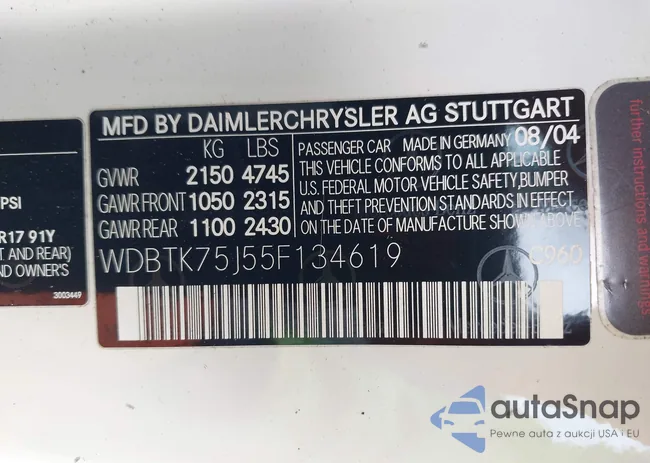 MFD BY DAIMLERCHRYSLER AG STUTTGART
KG LBS
GVWR 2150 4745
GAWR FRONT 1050 2315
GAWR REAR 1100 2430
PASSENGER CAR MADE IN GERMANY 08/04
THIS VEHICLE CONFORMS TO ALL APPLICABLE
U.S. FEDERAL MOTOR VEHICLE SAFETY,BUMPER
AND THEFT PREVENTION STANDARDS IN EFFECT
ON THE DATE OF MANUFACTURE SHOWN ABOVE.
WDBTK75J55F134619
C960
/PSI
R17 91Y
T AND REAR)
ND OWNER'S
3003449
further instructions
and warnings.
autaSnap
Pewne auta z aukcji USA i EU